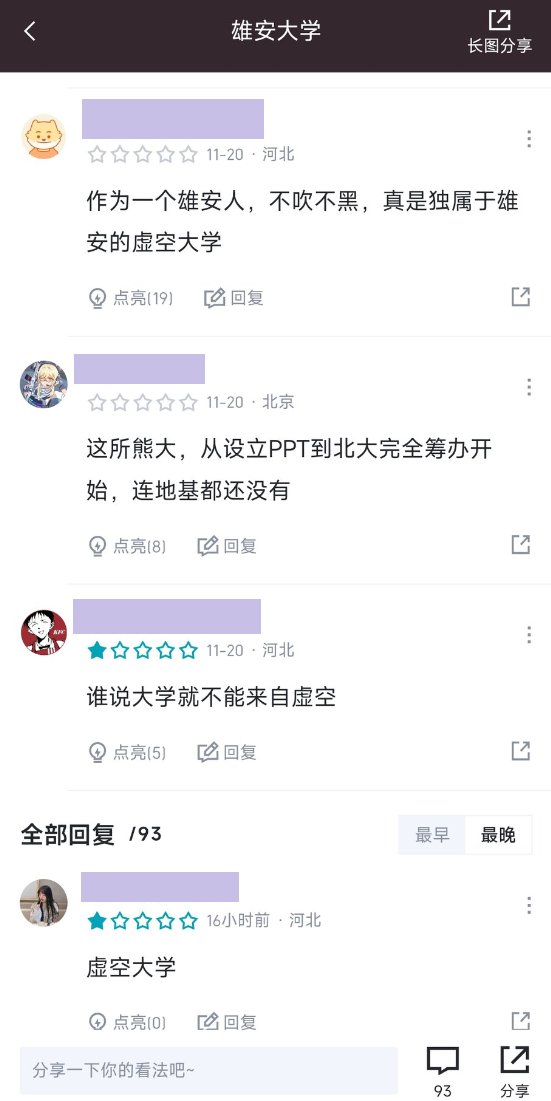 雄安大学
长图分享
11-20 · 河北
作为一个雄安人，不吹不黑，真是独属于雄
安的虚空大学
点亮(19) 回复
11-20 · 北京
这所熊大，从设立PPT到北大完全筹办开
始，连地基都还没有
点亮(8) 回复
KFC
11-20 · 河北
谁说大学就不能来自虚空
点亮(5) 回复
全部回复 /93
最早 最晚
16小时前 · 河北
虚空大学
点亮(0) 回复
分享一下你的看法吧~
93
分享